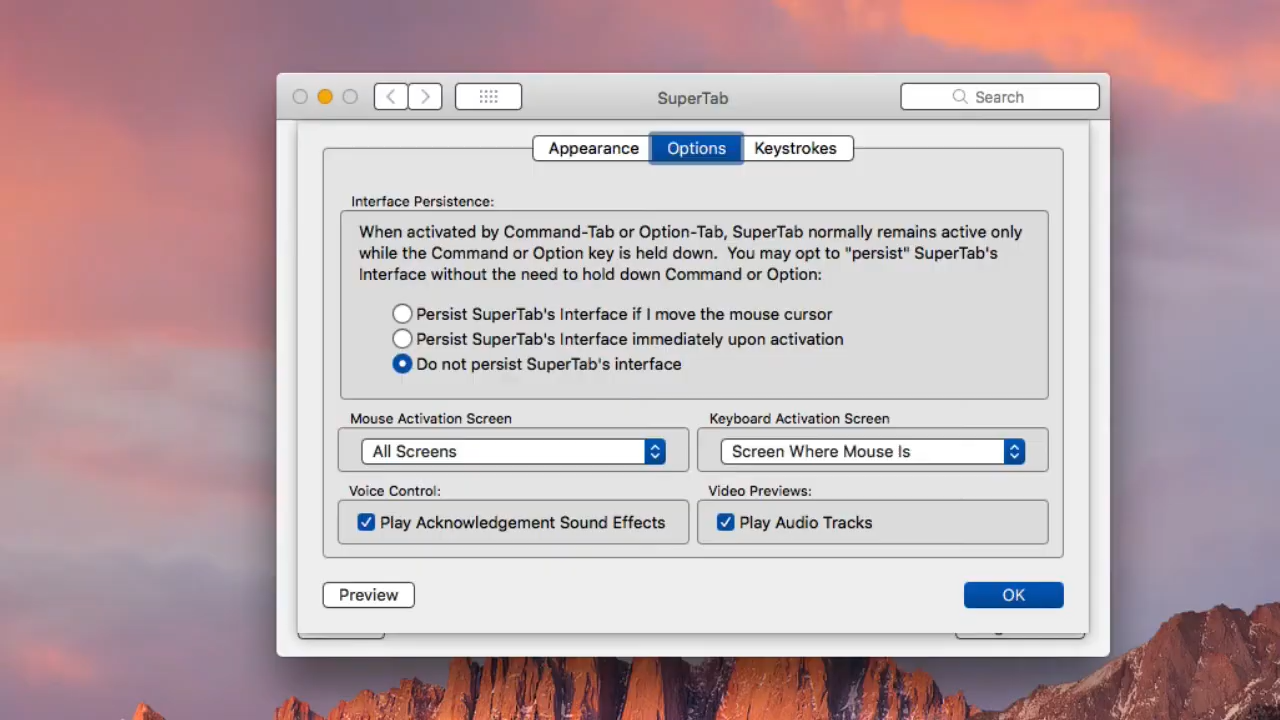 SuperTab
Search
Appearance
Options
Keystrokes
Interface Persistence:
When activated by Command-Tab or Option-Tab, SuperTab normally remains active only
while the Command or Option key is held down. You may opt to "persist" SuperTab's
Interface without the need to hold down Command or Option:
Persist SuperTab's Interface if I move the mouse cursor
Persist SuperTab's Interface immediately upon activation
Do not persist SuperTab's interface
Mouse Activation Screen
Keyboard Activation Screen
All Screens
Screen Where Mouse Is
Voice Control:
Video Previews:
Play Acknowledgement Sound Effects
Play Audio Tracks
Preview
OK